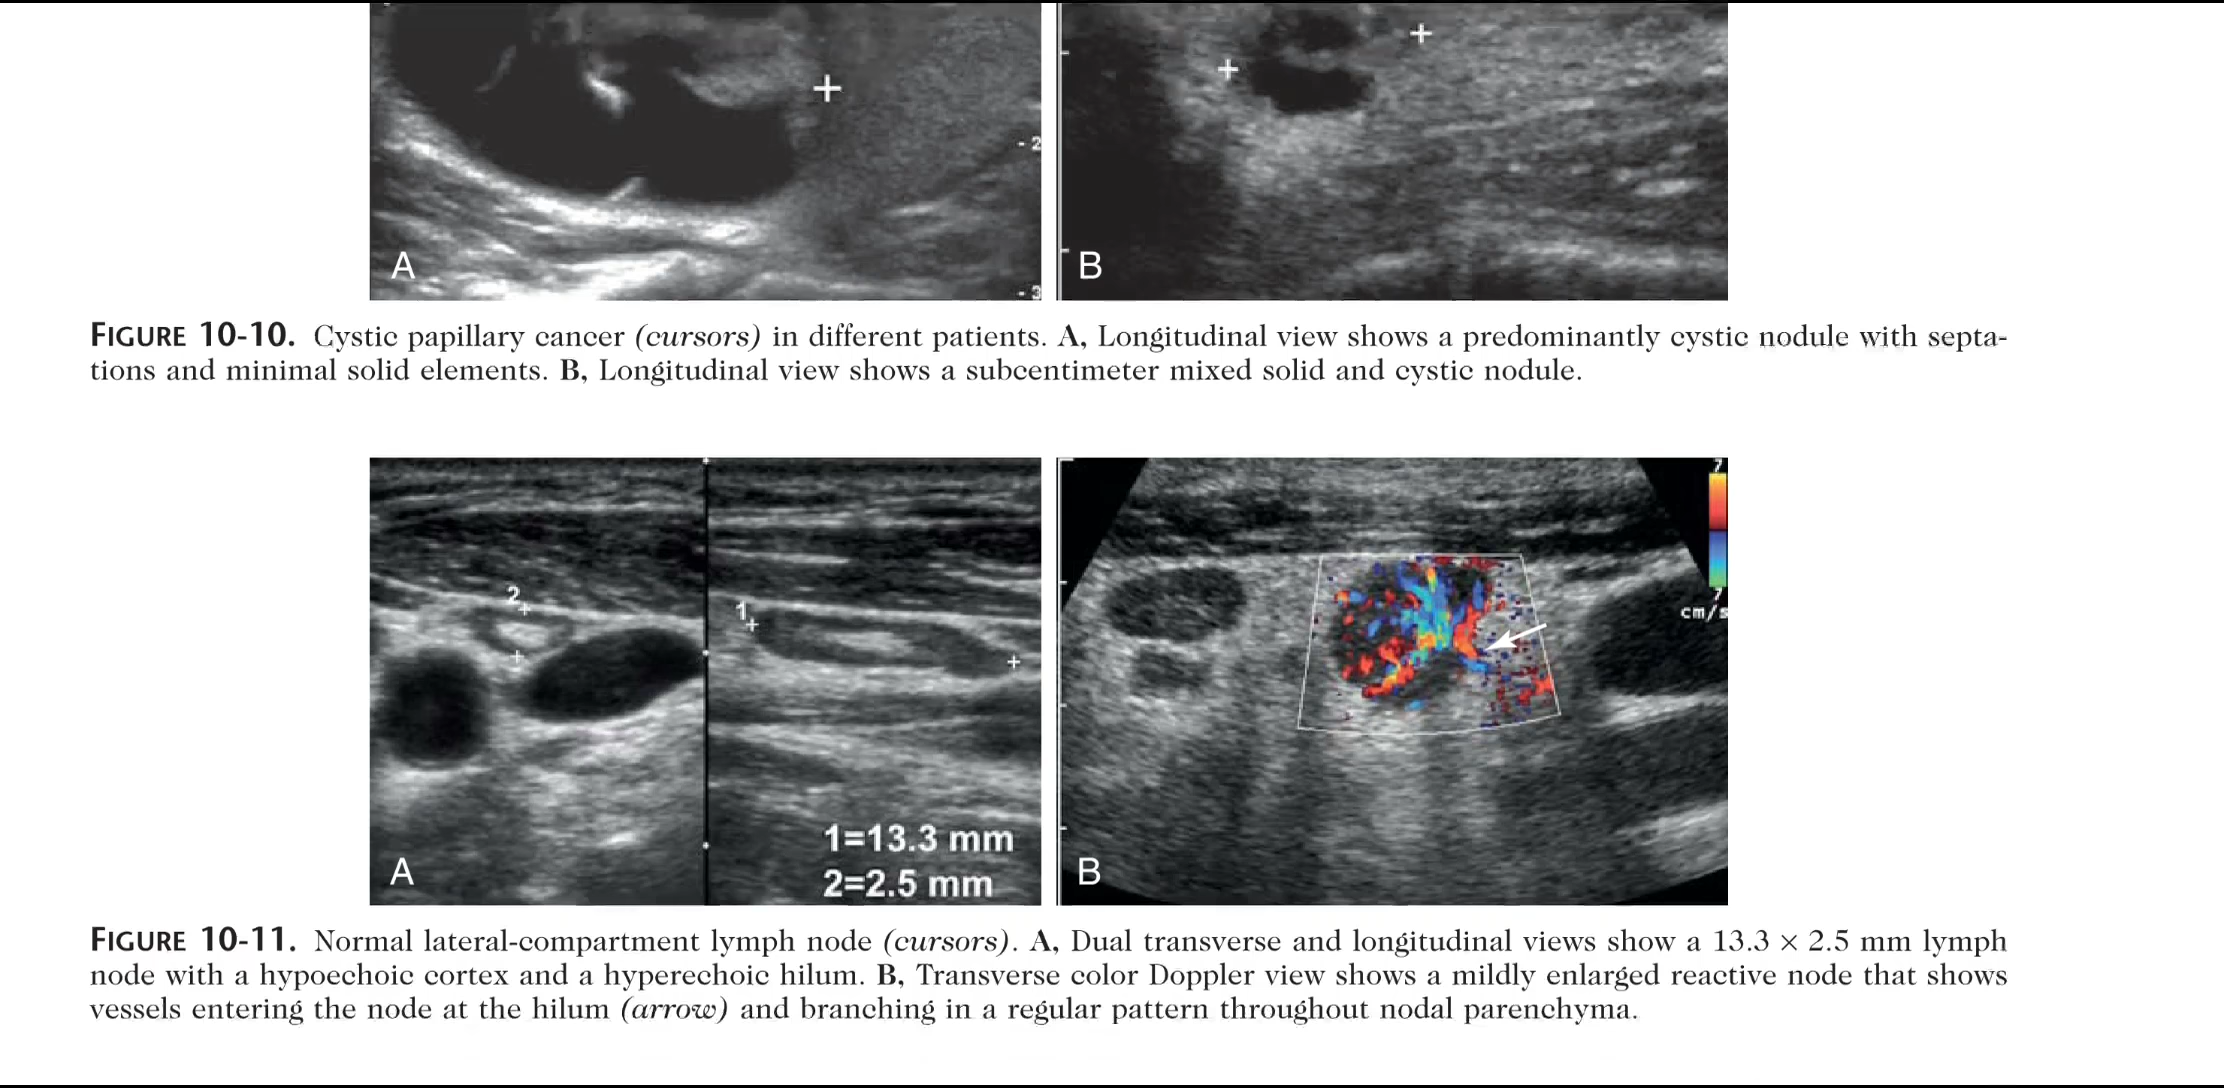 - 2
A
- 3
B
FIGURE 10-10. Cystic papillary cancer (cursors) in different patients. A, Longitudinal view shows a predominantly cystic nodule with septa-
tions and minimal solid elements. B, Longitudinal view shows a subcentimeter mixed solid and cystic nodule.
2
1
1=13.3 mm
2=2.5 mm
A
7
7
cm/s
B
FIGURE 10-11. Normal lateral-compartment lymph node (cursors). A, Dual transverse and longitudinal views show a 13.3 × 2.5 mm lymph
node with a hypoechoic cortex and a hyperechoic hilum. B, Transverse color Doppler view shows a mildly enlarged reactive node that shows
vessels entering the node at the hilum (arrow) and branching in a regular pattern throughout nodal parenchyma.